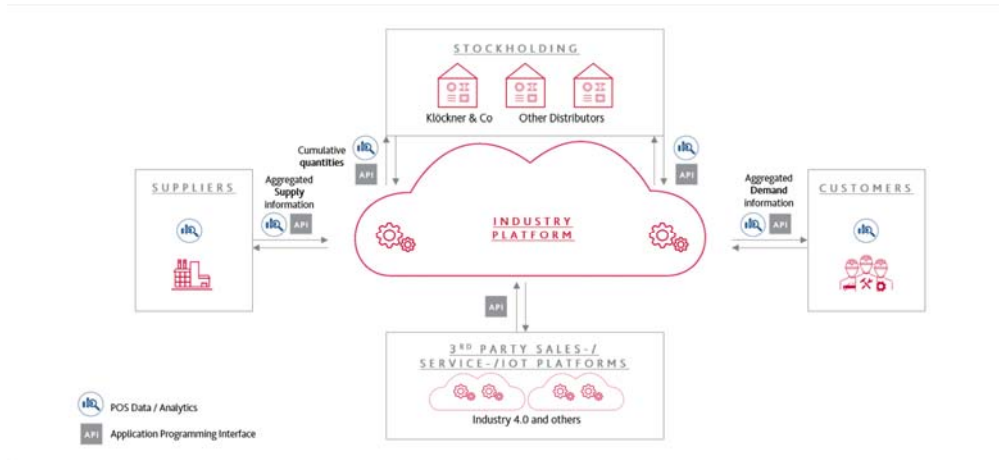 STOCKHOLDING
Klöckner & Co
Other Distributors
Cumulative
quantities
API
API
SUPPLIERS
Aggregated
Supply
information
API
INDUSTRY
PLATFORM
Aggregated
Demand
information
API
CUSTOMERS
API
3RD PARTY SALES-/
SERVICE-/IOT PLATFORMS
Industry 4.0 and others
POS Data / Analytics
API
Application Programming Interface